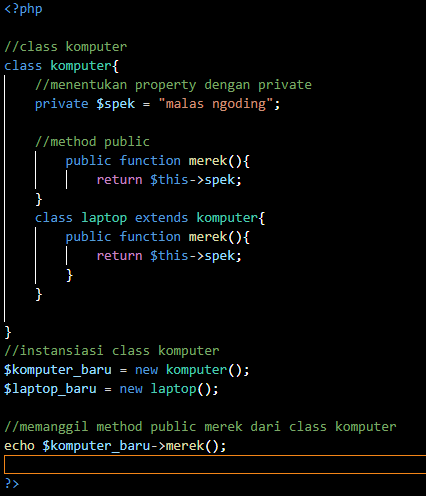 <?php
//class komputer
class komputer{
//menentukan property dengan private
private $spek = "malas ngoding";
//method public
public function merek(){
return $this->spek;
}
class laptop extends komputer{
public function merek(){
return $this->spek;
}
}
}
//instansiasi class komputer
$komputer_baru = new komputer();
$laptop_baru = new laptop();
//memanggil method public merek dari class komputer
echo $komputer_baru->merek();
?>